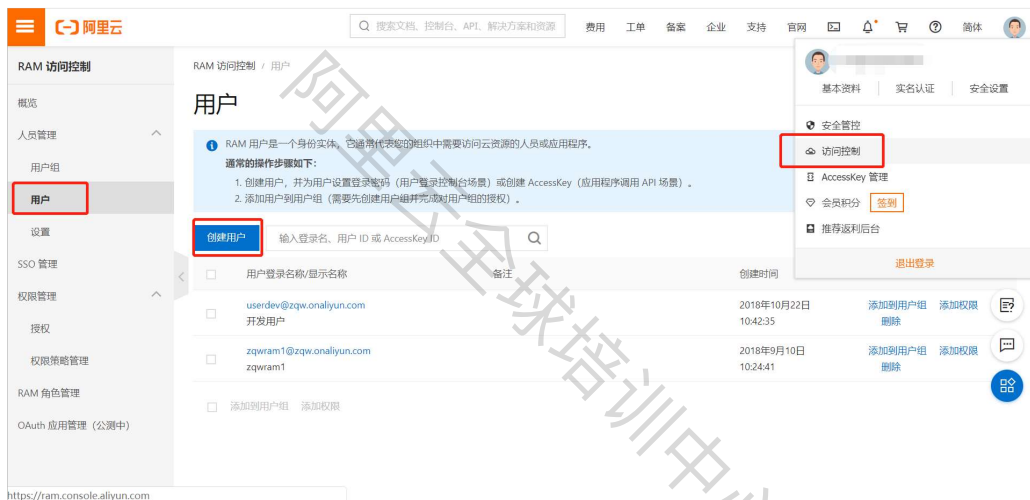 阿里云
搜索文档、控制台、API、解决方案和资源
费用 工单 备案 企业 支持 官网 简体
RAM 访问控制
概览
人员管理
用户组
用户
设置
SSO 管理
权限管理
授权
权限策略管理
RAM 角色管理
OAuth 应用管理（公测中）
RAM 访问控制 / 用户
用户
RAM 用户是一个身份实体，它通常代表您的组织中需要访问云资源的人员或应用程序。
通常的操作步骤如下：
1. 创建用户，并为用户设置登录密码（用户登录控制台场景）或创建 AccessKey（应用程序调用 API 场景）。
2. 添加用户到用户组（需要先创建用户组并完成对用户组的授权）。
创建用户 输入登录名、用户 ID 或 AccessKey ID
用户登录名称/显示名称 备注 创建时间
userdev@zqw.onaliyun.com 2018年10月22日 添加到用户组 添加权限
开发用户 10:42:35 删除
zqwram1@zqw.onaliyun.com 2018年9月10日 添加到用户组 添加权限
zqwram1 10:24:41 删除
添加到用户组 添加权限
基本资料 实名认证 安全设置
安全管控
访问控制
AccessKey 管理
会员积分 签到
推荐返利后台
退出登录
https://ram.console.aliyun.com
阿里云全球培训中心